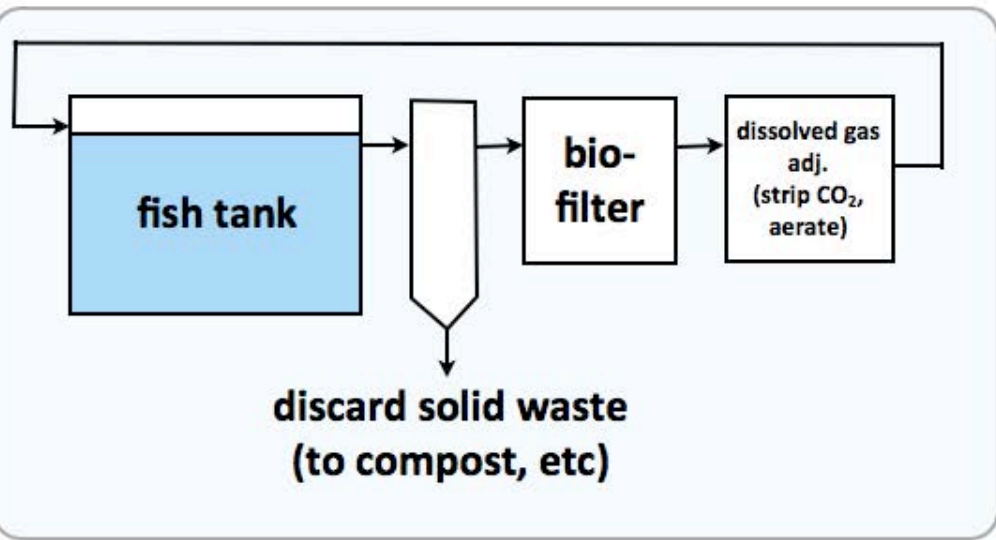 fish tank
bio-
filter
dissolved gas
adj.
(strip CO₂,
aerate)
discard solid waste
(to compost, etc)